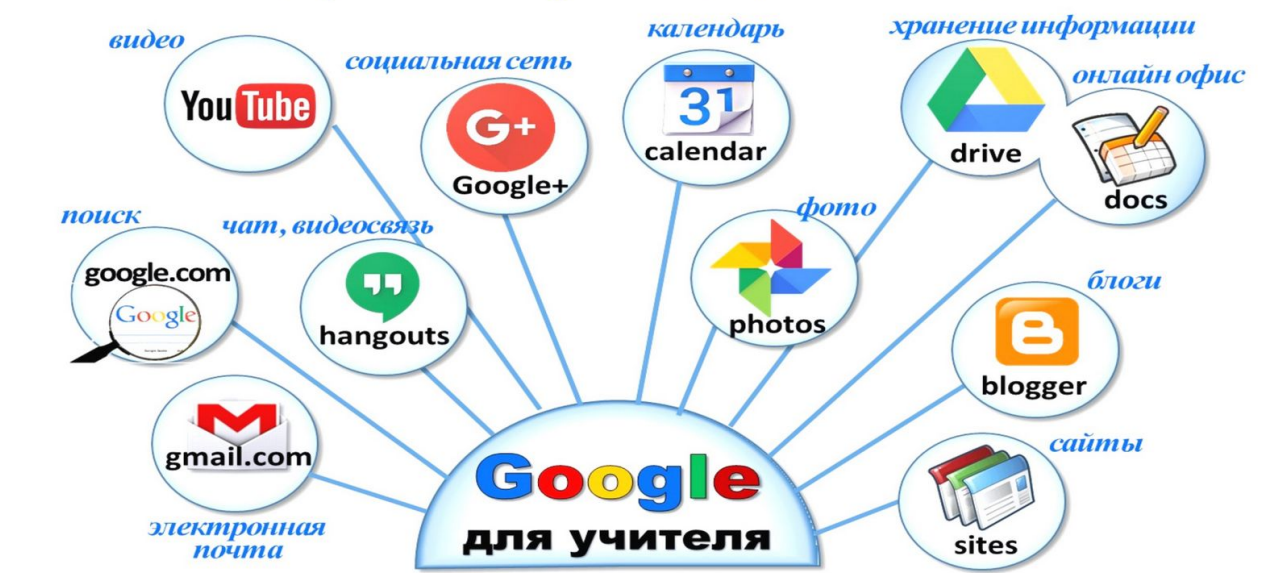 видео
YouTube
социальная сеть
G+
Google+
календарь
31
calendar
хранение информации
drive
онлайн офис
docs
поиск
google.com
Google
чат, видеосвязь
hangouts
фото
photos
блоги
blogger
gmail.com
электронная
почта
сайты
sites
Google
для учителя